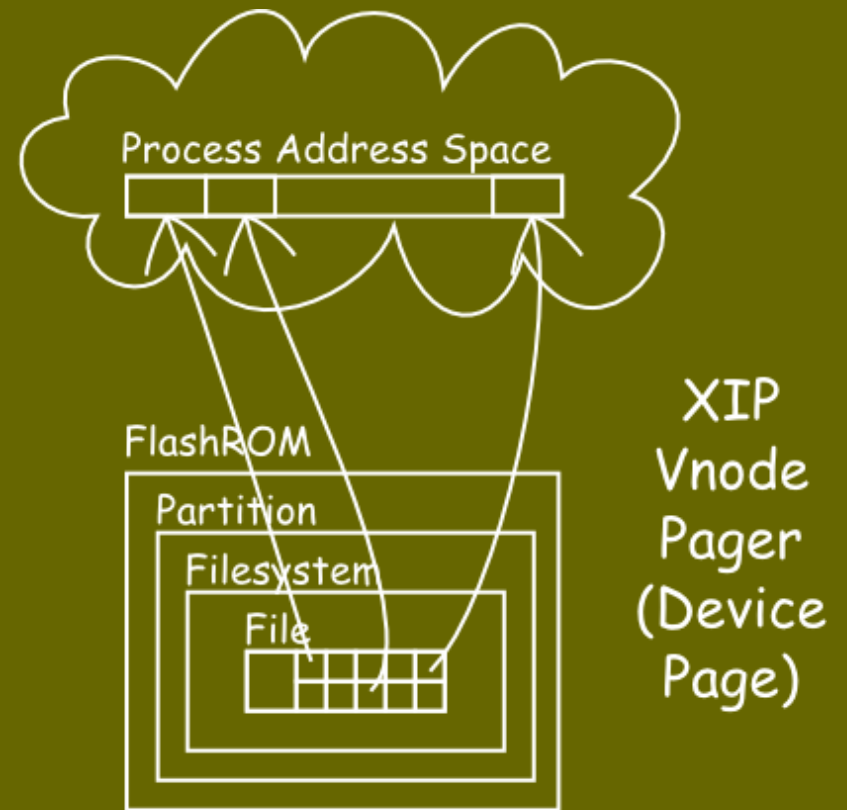 Process Address Space
FlashROM
Partition
Filesystem
File
XIP
Vnode
Pager
(Device
Page)